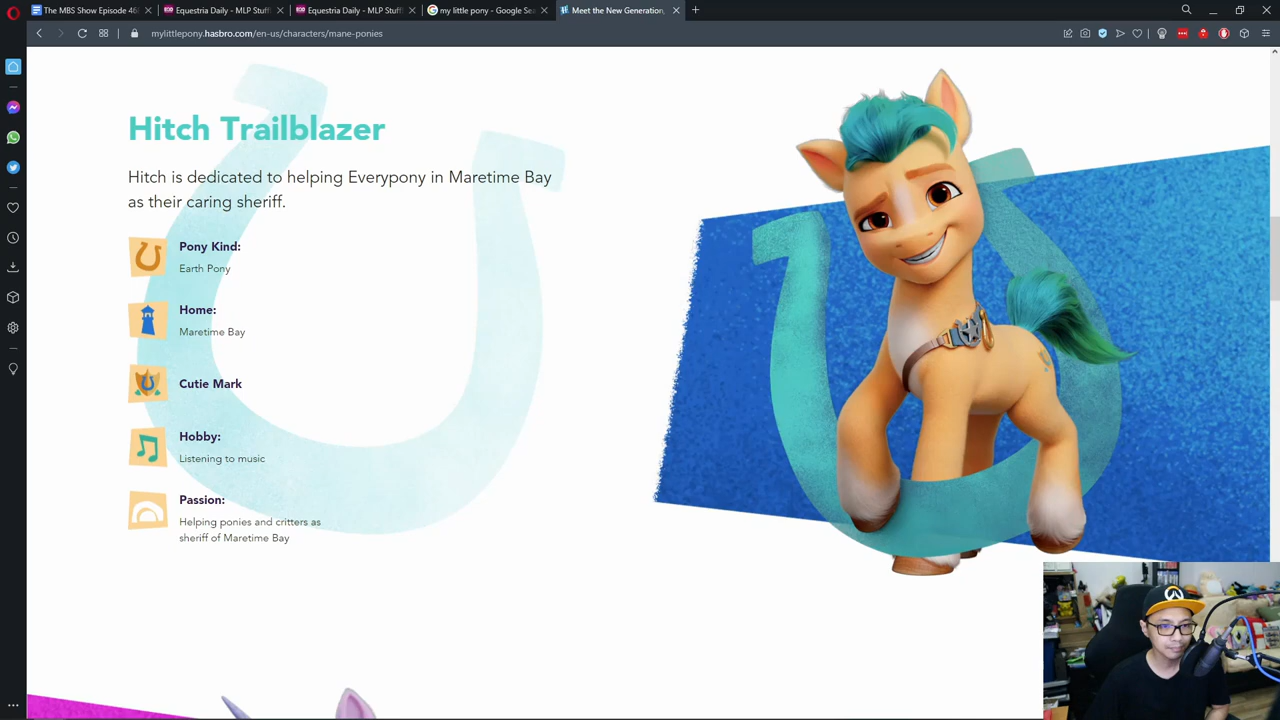 The MBS Show Episode 460
Equestria Daily - MLP Stuff!
Equestria Daily - MLP Stuff!
my little pony - Google Sea
Meet the New Generation,
mylittlepony.hasbro.com/en-us/characters/mane-ponies
Hitch Trailblazer
Hitch is dedicated to helping Everypony in Maretime Bay
as their caring sheriff.
Pony Kind:
Earth Pony
Home:
Maretime Bay
Cutie Mark
Hobby:
Listening to music
Passion:
Helping ponies and critters as
sheriff of Maretime Bay